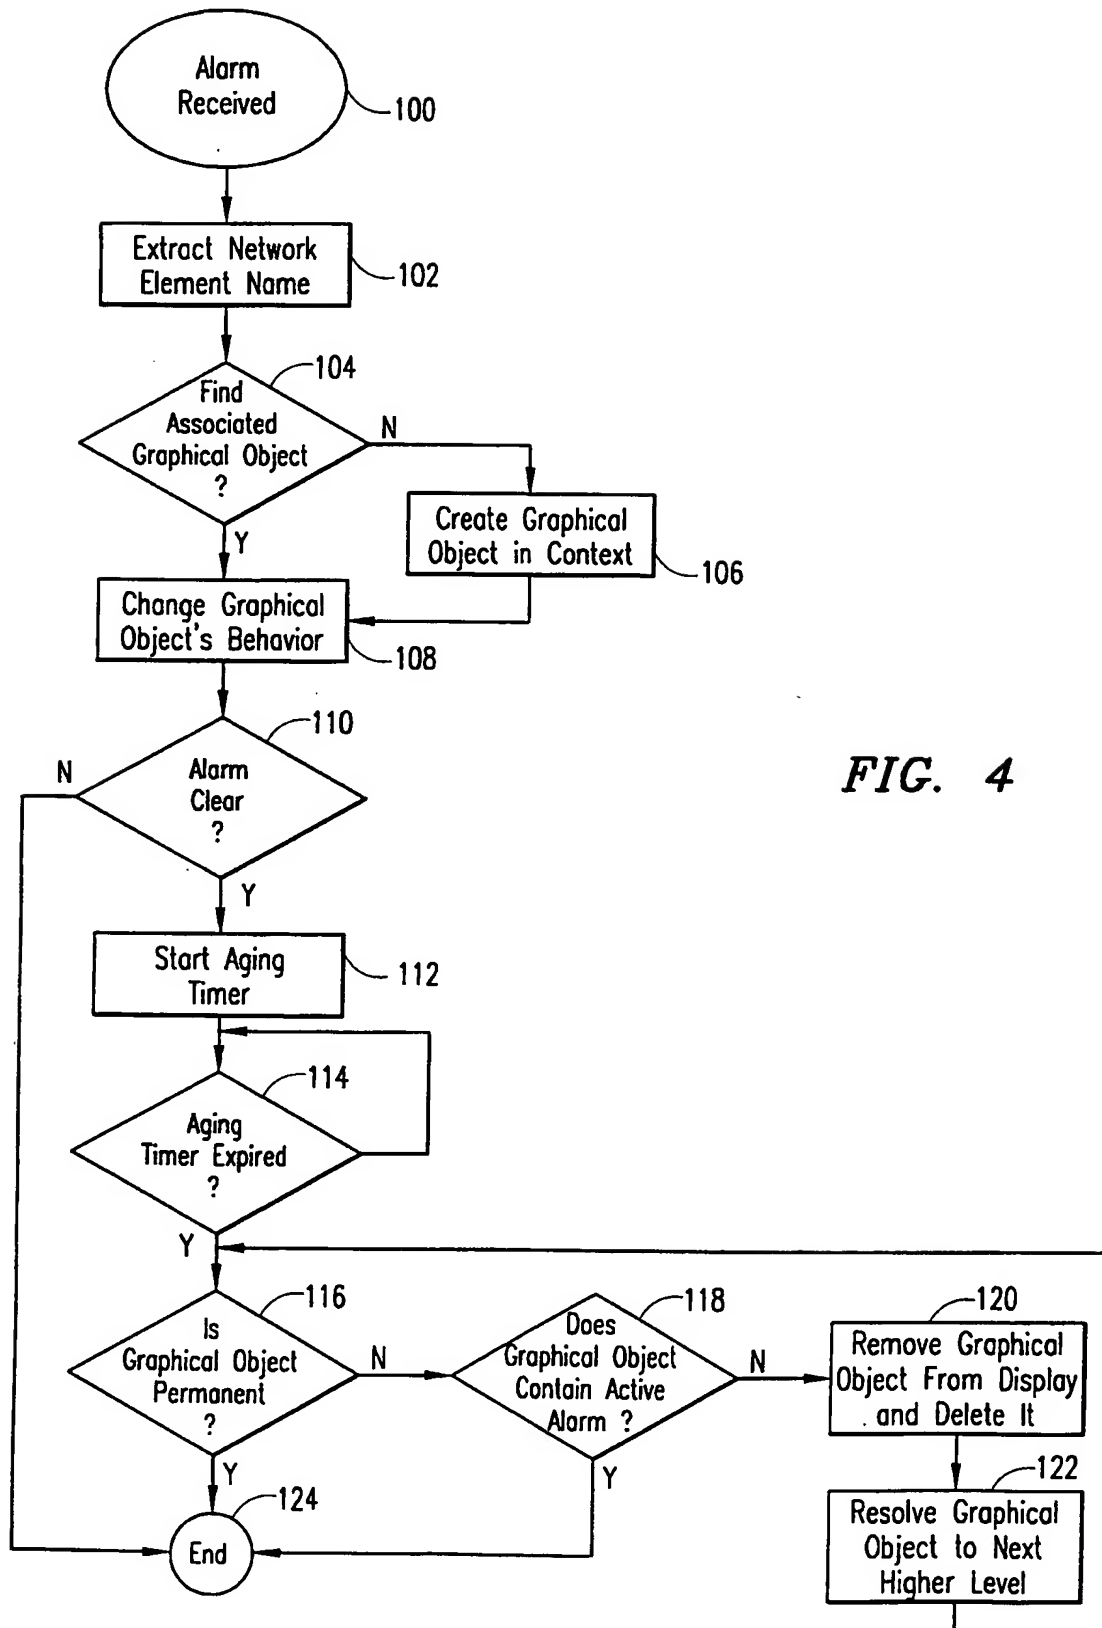 Alarm
Received
100
Extract Network
Element Name
102
104
Find
Associated
Graphical Object
?
N
Y
Create Graphical
Object in Context
106
Change Graphical
Object's Behavior
108
110
N
Alarm
Clear
?
FIG. 4
Y
Start Aging
Timer
112
114
Aging
Timer Expired
?
Y
116
Is
Graphical Object
Permanent
?
N
Y
118
Does
Graphical Object
Contain Active
Alarm ?
N
Y
120
Remove Graphical
Object From Display
and Delete It
122
Resolve Graphical
Object to Next
Higher Level
124
End